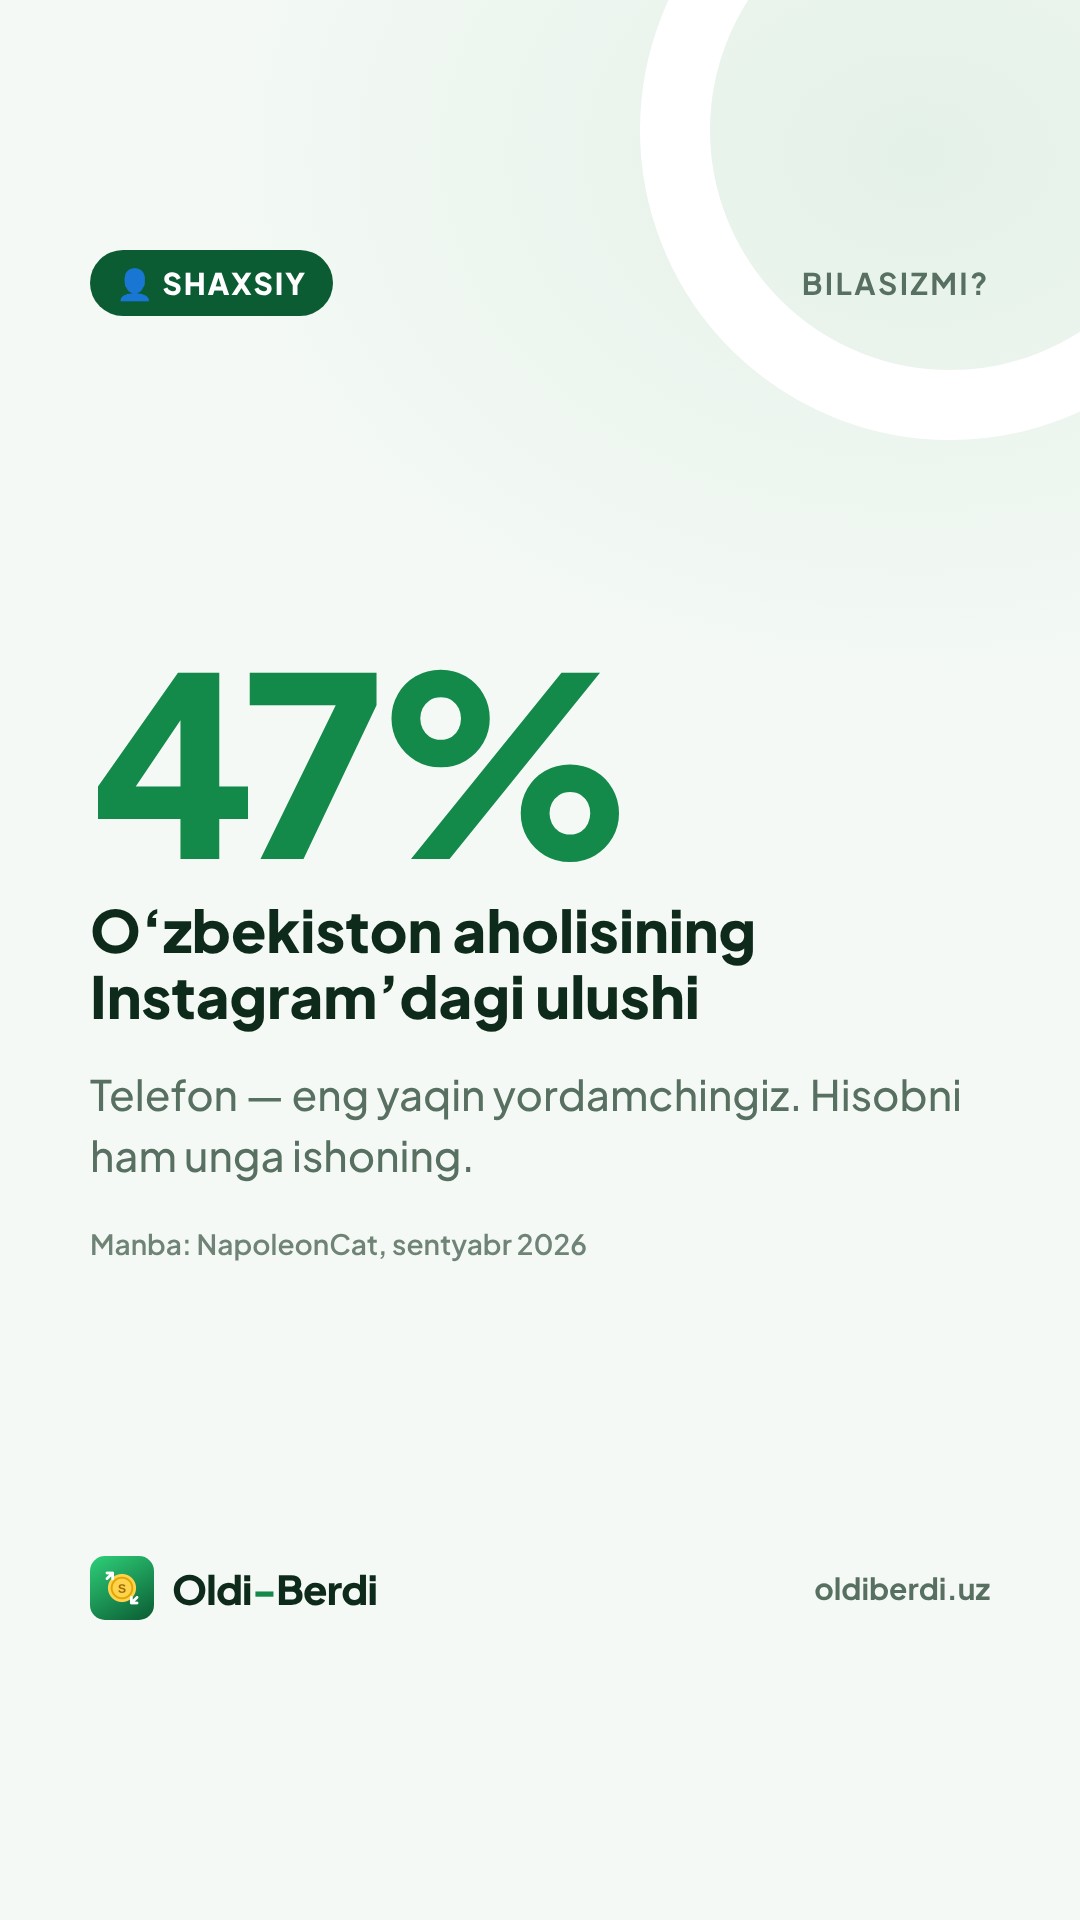 👤 SHAXSIY
BILASIZMI?
47%
O‘zbekiston aholisining
Instagram’dagi ulushi
Telefon — eng yaqin yordamchingiz. Hisobni
ham unga ishoning.
Manba: NapoleonCat, sentyabr 2026
S
Oldi-Berdi
oldiberdi.uz